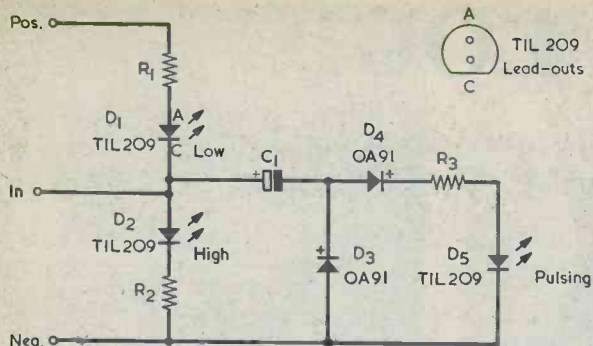 Pos.
R1
D1
TIL209
A
C
Low
In
D2
TIL209
High
R2
Neg.
C1
+
D4
OA91
+
R3
+
D3
OA91
D5
TIL209
Pulsing
A
TIL 209
Lead-outs
C